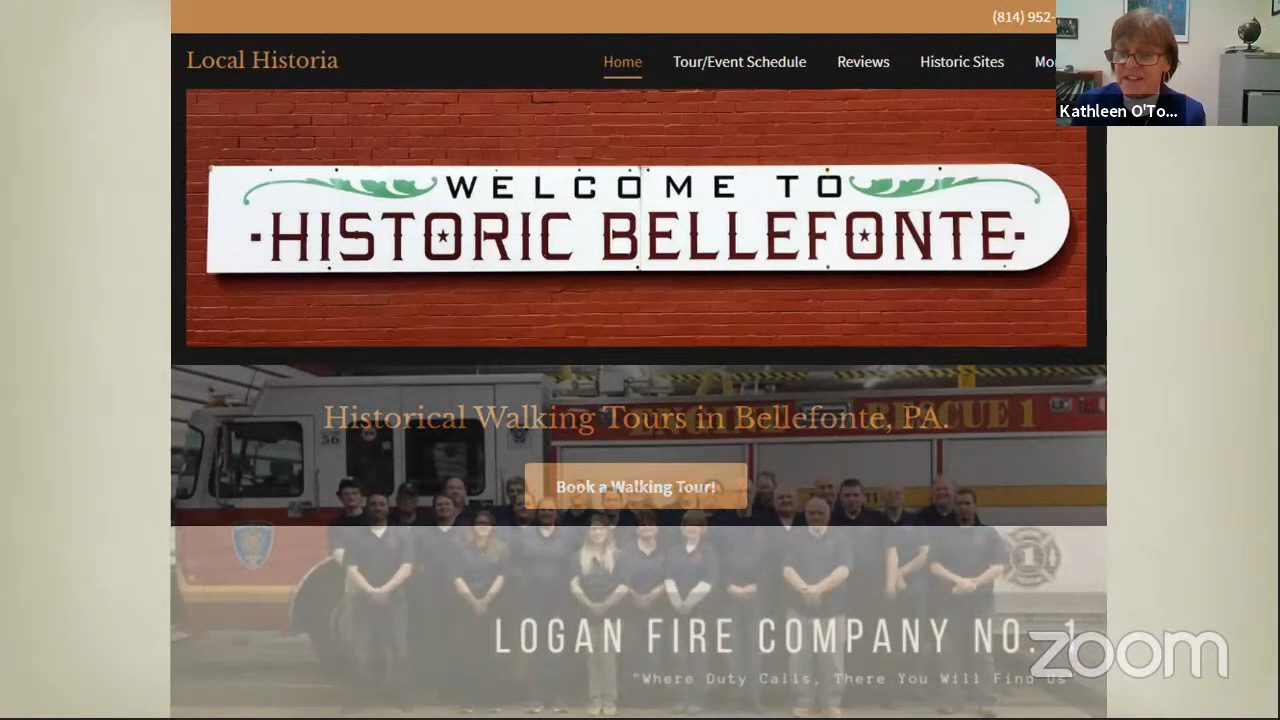 (814) 952-
Local Historia
Home Tour/Event Schedule Reviews Historic Sites Mo
Kathleen O'To...
WELCOME TO
·HISTORIC BELLEFONTE·
ENGINE RESCUE 1
Historical Walking Tours in Bellefonte, PA.
Book a Walking Tour!
1
LOGAN FIRE COMPANY NO. 1
zoom
"Where Duty Calls, There You Will Find Us"